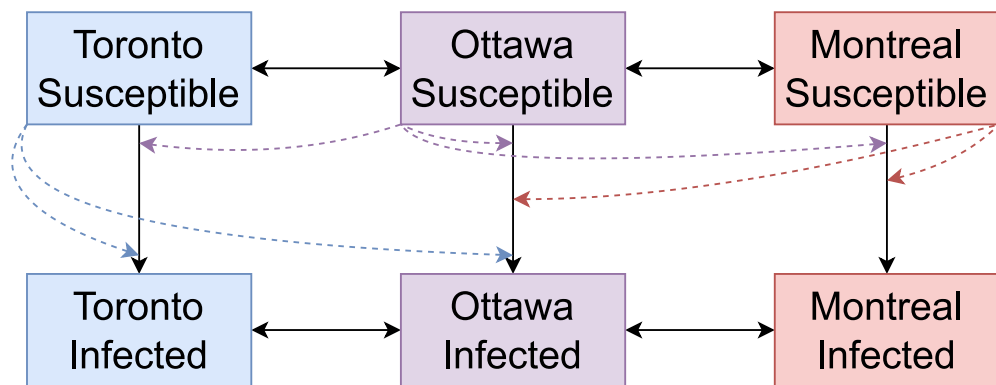 Toronto
Susceptible
Ottawa
Susceptible
Montreal
Susceptible
Toronto
Infected
Ottawa
Infected
Montreal
Infected